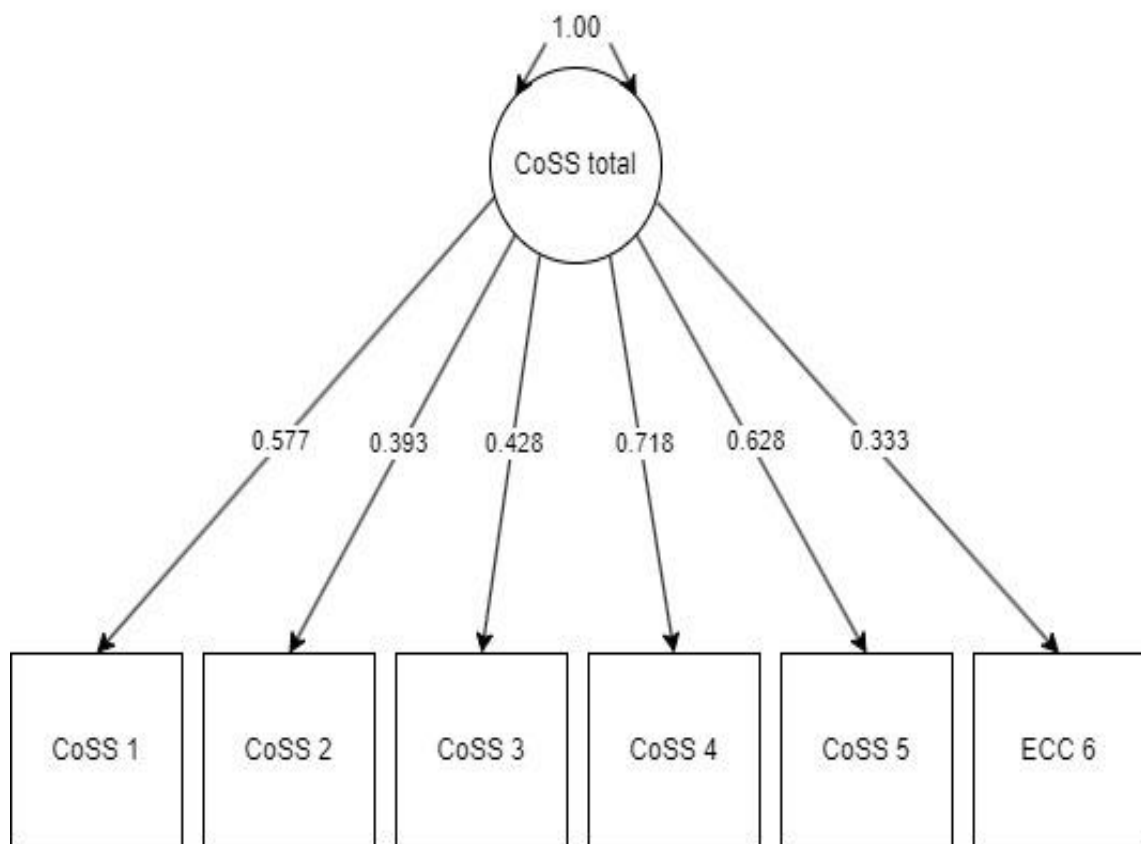 1.00
CoSS total
0.577
0.393
0.428
0.718
0.628
0.333
CoSS 1
CoSS 2
CoSS 3
CoSS 4
CoSS 5
ECC 6